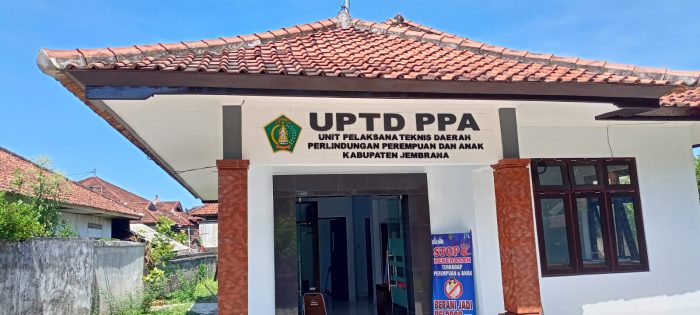 UPTD PPA
UNIT PELAKSANA TEKNIS DAERAH
PERLINDUNGAN PEREMPUAN DAN ANAK
KABUPATEN JEMBRANA
STOP
KEKERASAN
TERHADAP
PEREMPUAN & ANAK
BERANI JADI
PELAPOR